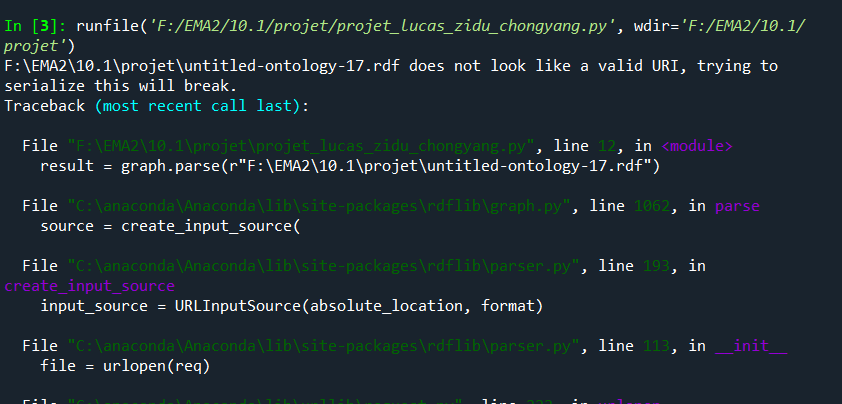 In [3]: runfile('F:/EMA2/10.1/projet/projet_lucas_zidu_chongyang.py', wdir='F:/EMA2/10.1/
projet')
F:\EMA2\10.1\projet\untitled-ontology-17.rdf does not look like a valid URI, trying to
serialize this will break.
Traceback (most recent call last):
File "F:\EMA2\10.1\projet\projet_lucas_zidu_chongyang.py", line 12, in <module>
result = graph.parse(r"F:\EMA2\10.1\projet\untitled-ontology-17.rdf")
File "C:\anaconda\Anaconda\lib\site-packages\rdflib\graph.py", line 1062, in parse
source = create_input_source(
File "C:\anaconda\Anaconda\lib\site-packages\rdflib\parser.py", line 193, in
create_input_source
input_source = URLInputSource(absolute_location, format)
File "C:\anaconda\Anaconda\lib\site-packages\rdflib\parser.py", line 113, in __init__
file = urlopen(req)